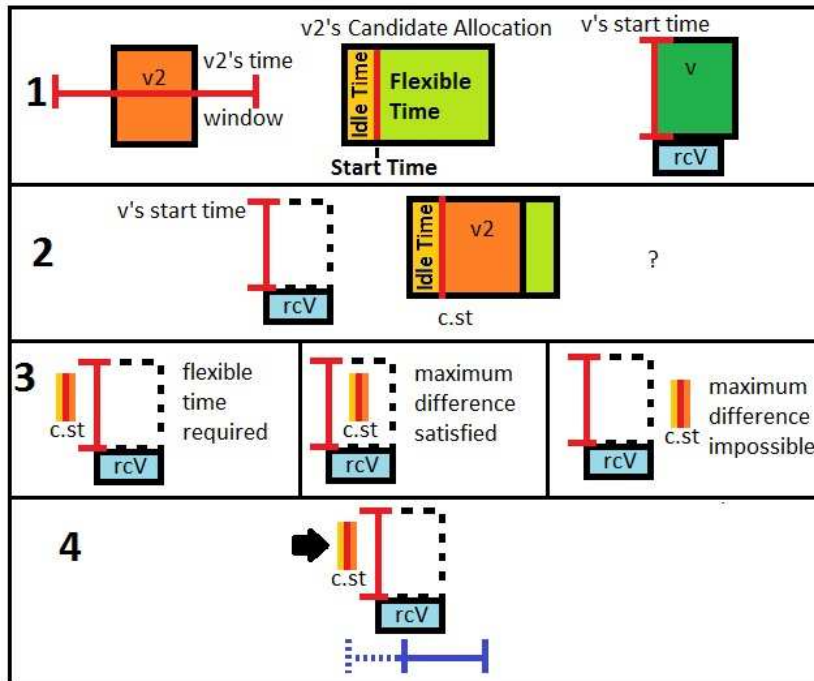 1
v2
v2's time
window
v2's Candidate Allocation
Idle Time
Flexible
Time
Start Time
v's start time
v
rcV
2
v's start time
rcV
Idle Time
v2
c.st
?
3
c.st
rcV
flexible
time
required
c.st
rcV
maximum
difference
satisfied
rcV
c.st
maximum
difference
impossible
4
c.st
rcV